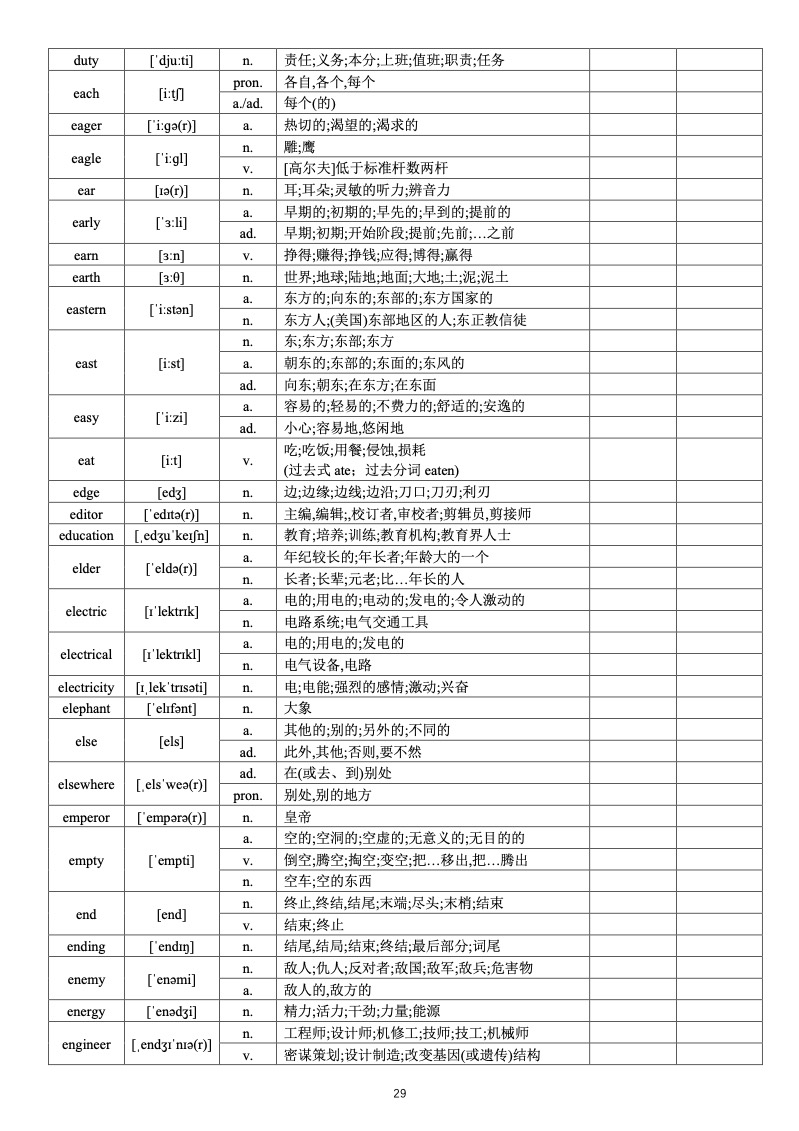 duty [ˈdju:ti] n. 责任;义务;本分;上班;值班;职责;任务
each [i:tʃ] pron. 各自,各个,每个
a./ad. 每个(的)
eager [ˈi:ɡə(r)] a. 热切的;渴望的;渴求的
eagle [ˈi:ɡl] n. 雕;鹰
v. [高尔夫]低于标准杆数两杆
ear [ɪə(r)] n. 耳;耳朵;灵敏的听力;辨音力
early [ˈɜ:li] a. 早期的;初期的;早先的;早到的;提前的
ad. 早期;初期;开始阶段;提前;先前;…之前
earn [ɜ:n] v. 挣得;赚得;挣钱;应得;博得;赢得
earth [ɜ:θ] n. 世界;地球;陆地;地面;大地;土;泥;泥土
eastern [ˈi:stən] a. 东方的;向东的;东部的;东方国家的
n. 东方人;(美国)东部地区的人;东正教信徒
east [i:st] n. 东;东方;东部;东方
a. 朝东的;东部的;东面的;东风的
ad. 向东;朝东;在东方;在东面
easy [ˈi:zi] a. 容易的;轻易的;不费力的;舒适的;安逸的
ad. 小心;容易地,悠闲地
eat [i:t] v. 吃;吃饭;用餐;侵蚀,损耗
(过去式 ate；过去分词 eaten)
edge [edʒ] n. 边;边缘;边线;边沿;刀口;刀刃;利刃
editor [ˈedɪtə(r)] n. 主编,编辑;,校订者,审校者;剪辑员,剪接师
education [ˌedʒuˈkeɪʃn] n. 教育;培养;训练;教育机构;教育界人士
elder [ˈeldə(r)] a. 年纪较长的;年长者;年龄大的一个
n. 长者;长辈;元老;比…年长的人
electric [ɪˈlektrɪk] a. 电的;用电的;电动的;发电的;令人激动的
n. 电路系统;电气交通工具
electrical [ɪˈlektrɪkl] a. 电的;用电的;发电的
n. 电气设备,电路
electricity [ɪˌlekˈtrɪsəti] n. 电;电能;强烈的感情;激动;兴奋
elephant [ˈelɪfənt] n. 大象
else [els] a. 其他的;别的;另外的;不同的
ad. 此外,其他;否则,要不然
elsewhere [ˌelsˈweə(r)] ad. 在(或去、到)别处
pron. 别处,别的地方
emperor [ˈempərə(r)] n. 皇帝
empty [ˈempti] a. 空的;空洞的;空虚的;无意义的;无目的的
v. 倒空;腾空;掏空;变空;把…移出,把…腾出
n. 空车;空的东西
end [end] n. 终止,终结,结尾;末端;尽头;末梢;结束
v. 结束;终止
ending [ˈendɪŋ] n. 结尾,结局;结束;终结;最后部分;词尾
enemy [ˈenəmi] n. 敌人;仇人;反对者;敌国;敌军;敌兵;危害物
a. 敌人的,敌方的
energy [ˈenədʒi] n. 精力;活力;干劲;力量;能源
engineer [ˌendʒɪˈnɪə(r)] n. 工程师;设计师;机修工;技师;技工;机械师
v. 密谋策划;设计制造;改变基因(或遗传)结构
29